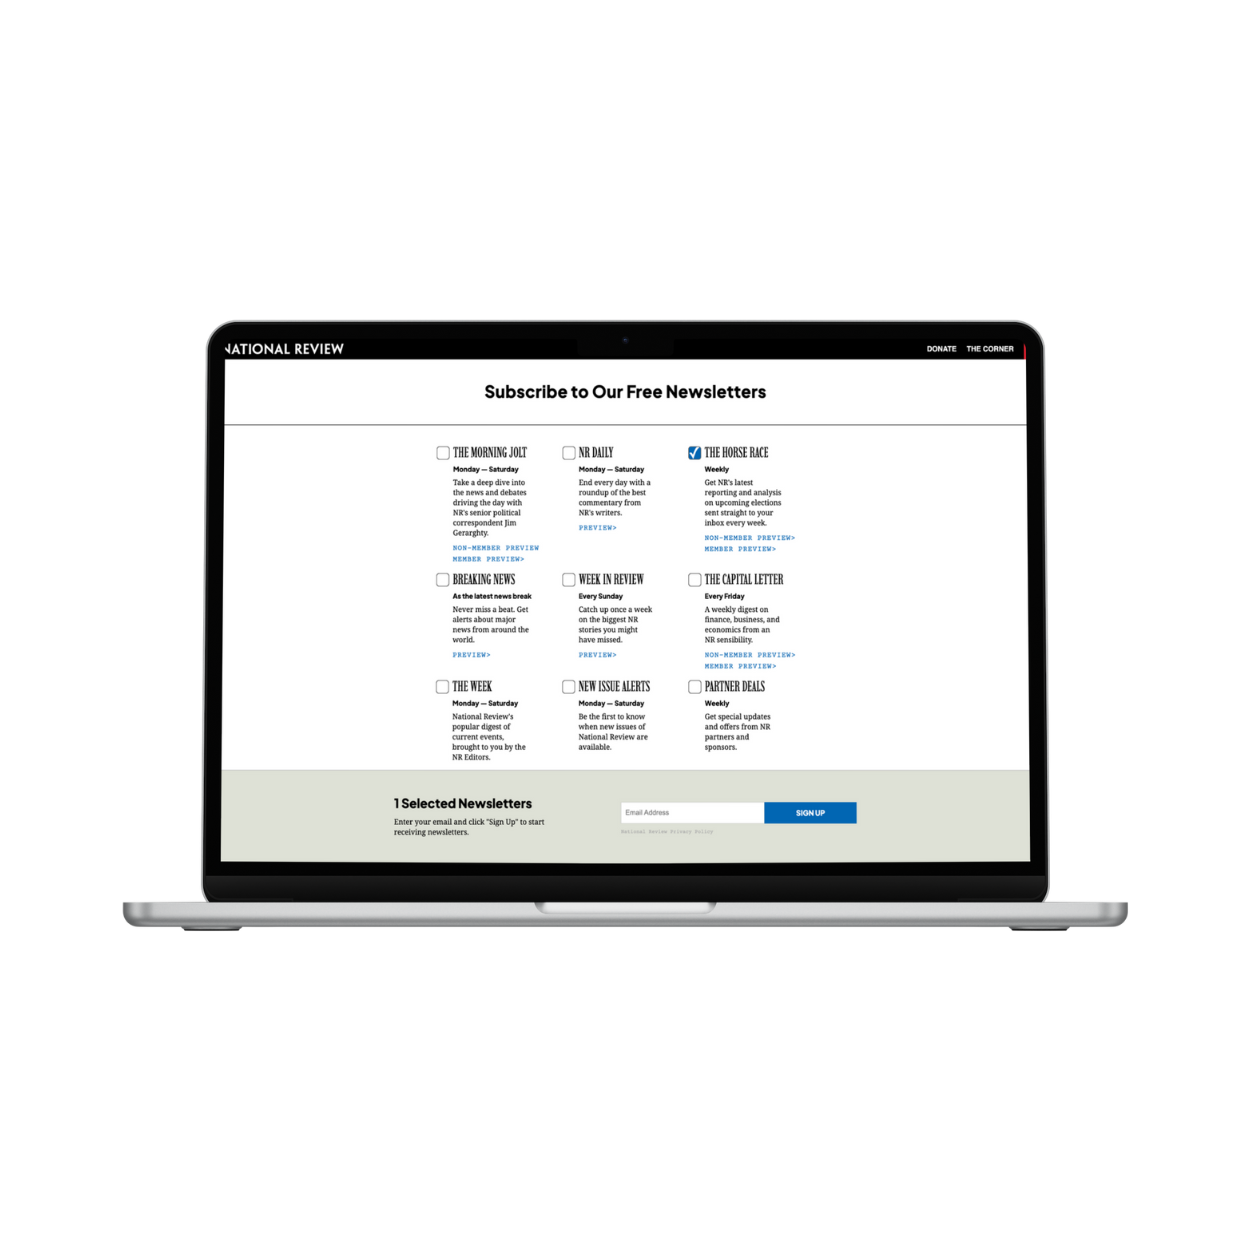 NATIONAL REVIEW
DONATE THE CORNER
Subscribe to Our Free Newsletters
THE MORNING JOLT
Monday — Saturday
Take a deep dive into
the news and debates
driving the day with
NR's senior political
correspondent Jim
Gerarghty.
NON-MEMBER PREVIEW
MEMBER PREVIEW>
NR DAILY
Monday — Saturday
End every day with a
roundup of the best
commentary from
NR's writers.
PREVIEW>
THE HORSE RACE
Weekly
Get NR's latest
reporting and analysis
on upcoming elections
sent straight to your
inbox every week.
NON-MEMBER PREVIEW>
MEMBER PREVIEW>
BREAKING NEWS
As the latest news break
Never miss a beat. Get
alerts about major
news from around the
world.
PREVIEW>
WEEK IN REVIEW
Every Sunday
Catch up once a week
on the biggest NR
stories you might
have missed.
PREVIEW>
THE CAPITAL LETTER
Every Friday
A weekly digest on
finance, business, and
economics from an
NR sensibility.
NON-MEMBER PREVIEW>
MEMBER PREVIEW>
THE WEEK
Monday — Saturday
National Review's
popular digest of
current events,
brought to you by the
NR Editors.
NEW ISSUE ALERTS
Monday — Saturday
Be the first to know
when new issues of
National Review are
available.
PARTNER DEALS
Weekly
Get special updates
and offers from NR
partners and
sponsors.
1 Selected Newsletters
Enter your email and click "Sign Up" to start
receiving newsletters.
Email Address
SIGN UP
National Review Privacy Policy